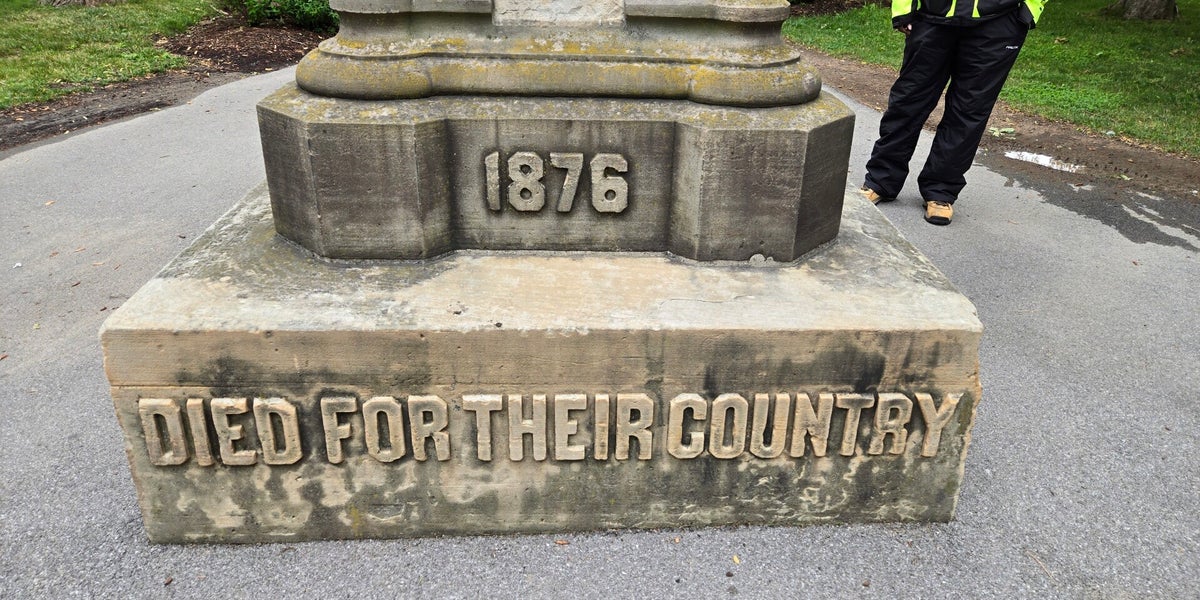 1876
DIED FOR THEIR COUNTRY